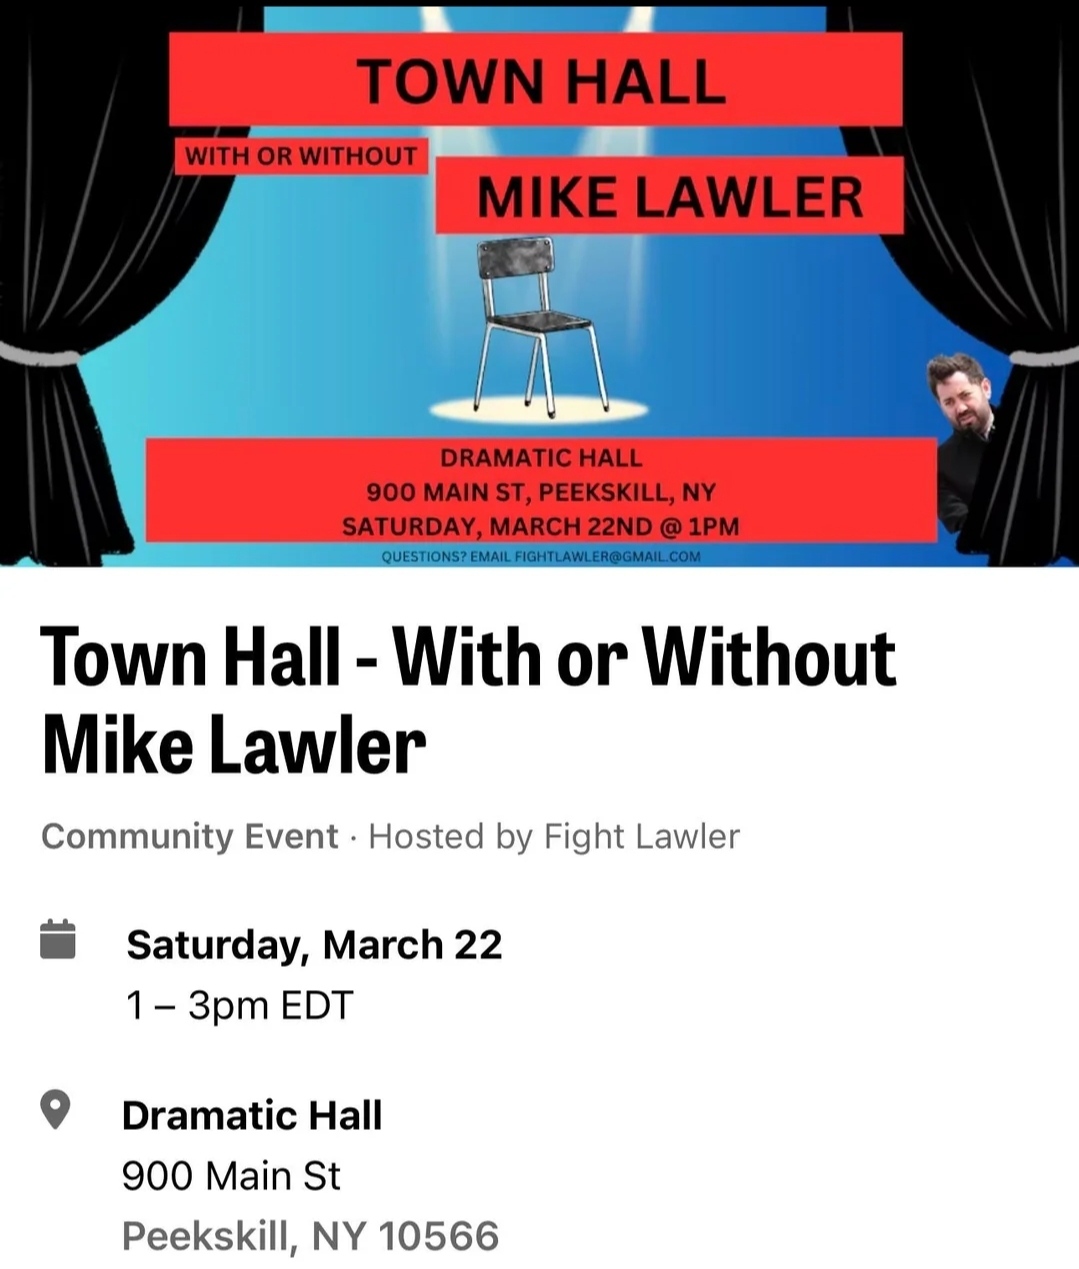 TOWN HALL
WITH OR WITHOUT
MIKE LAWLER
DRAMATIC HALL
900 MAIN ST, PEEKSKILL, NY
SATURDAY, MARCH 22ND @ 1PM
QUESTIONS? EMAIL FIGHTLAWLER@GMAIL.COM
Town Hall - With or Without
Mike Lawler
Community Event · Hosted by Fight Lawler
Saturday, March 22
1 – 3pm EDT
Dramatic Hall
900 Main St
Peekskill, NY 10566